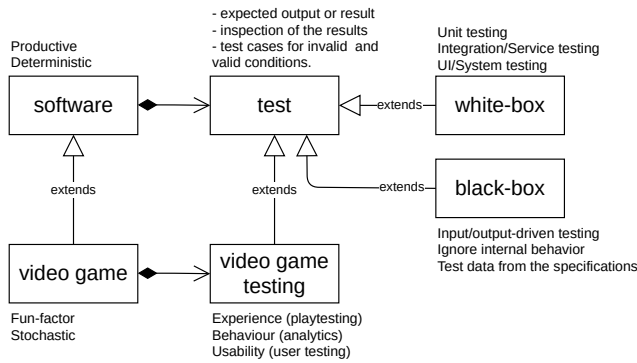 - expected output or result
- inspection of the results
- test cases for invalid and
valid conditions.
Productive
Deterministic
Unit testing
Integration/Service testing
UI/System testing
software
test
extends
white-box
extends
extends
extends
black-box
Input/output-driven testing
Ignore internal behavior
Test data from the specifications
video game
video game
testing
Fun-factor
Stochastic
Experience (playtesting)
Behaviour (analytics)
Usability (user testing)